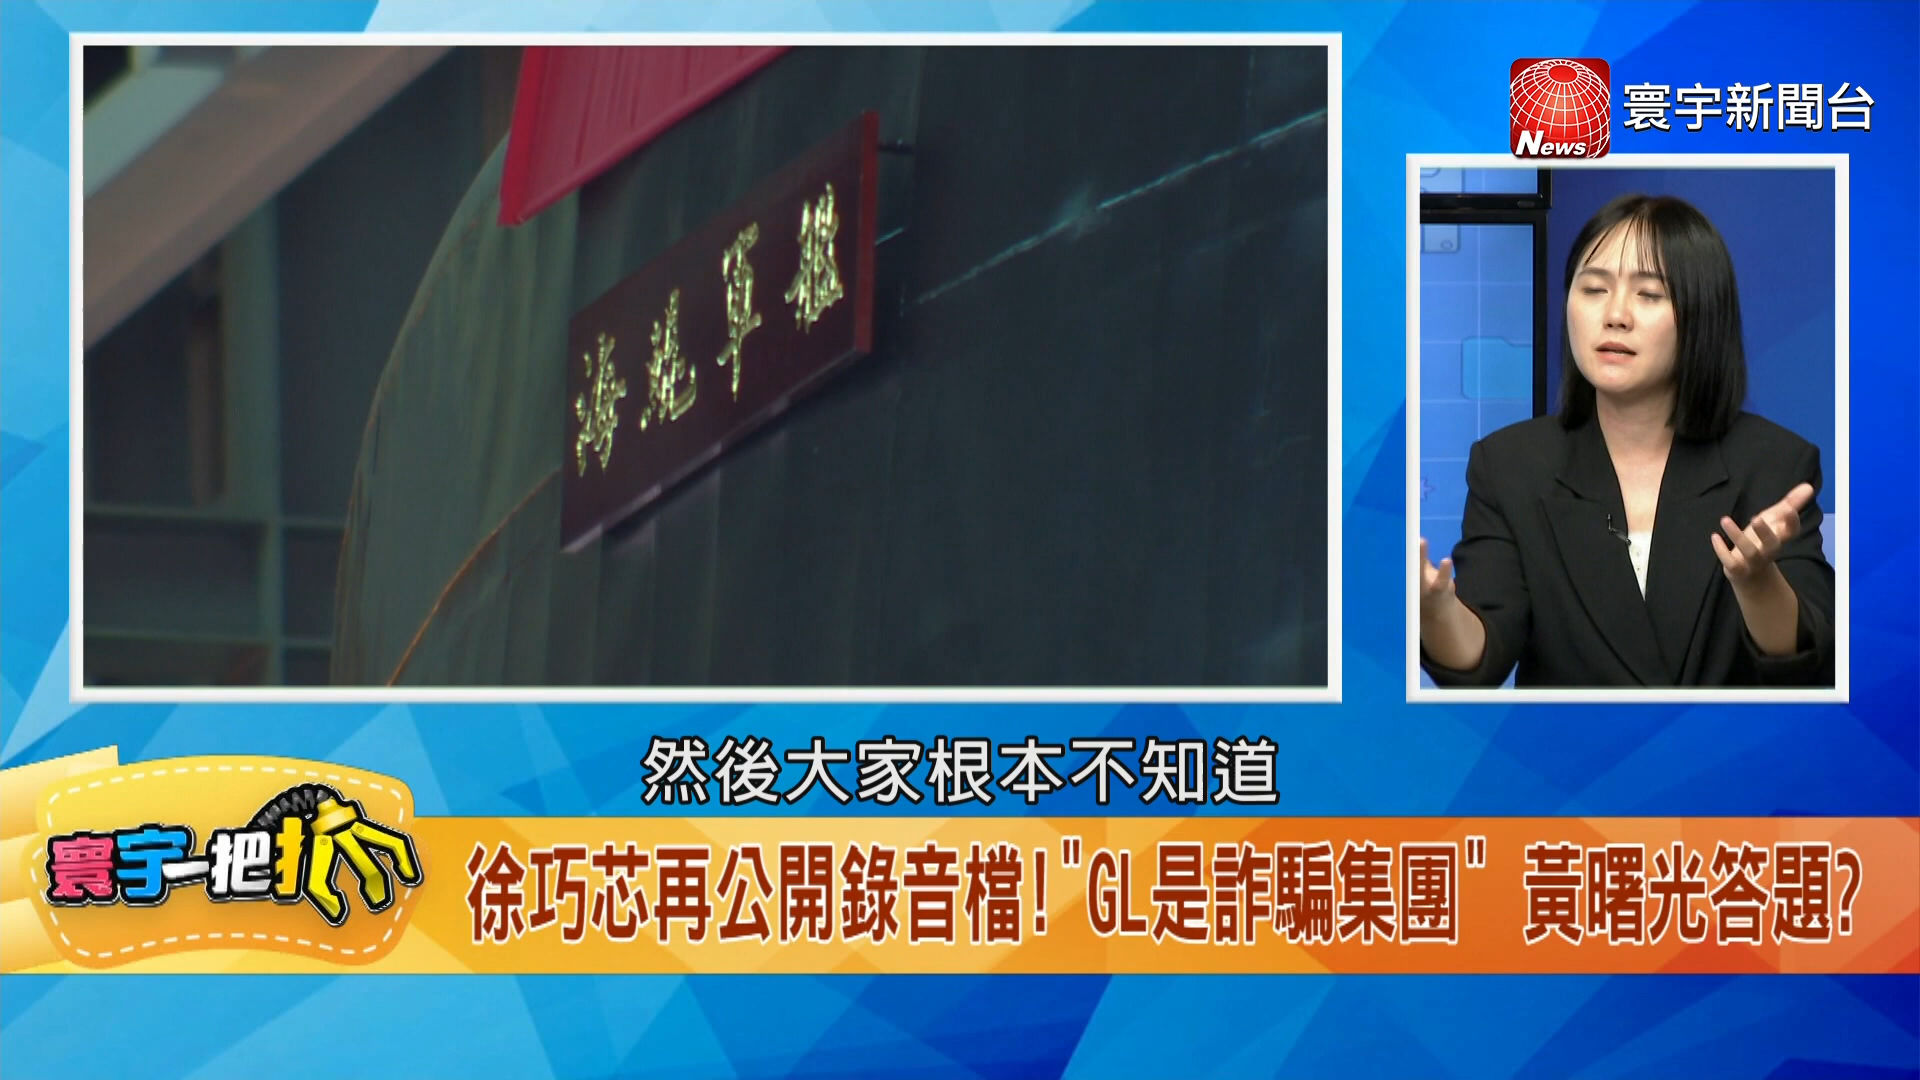 寰宇新聞台
News
海鯤軍艦
然後大家根本不知道
寰宇一把抓
徐巧芯再公開錄音檔!"GL是詐騙集團" 黃曙光答題?